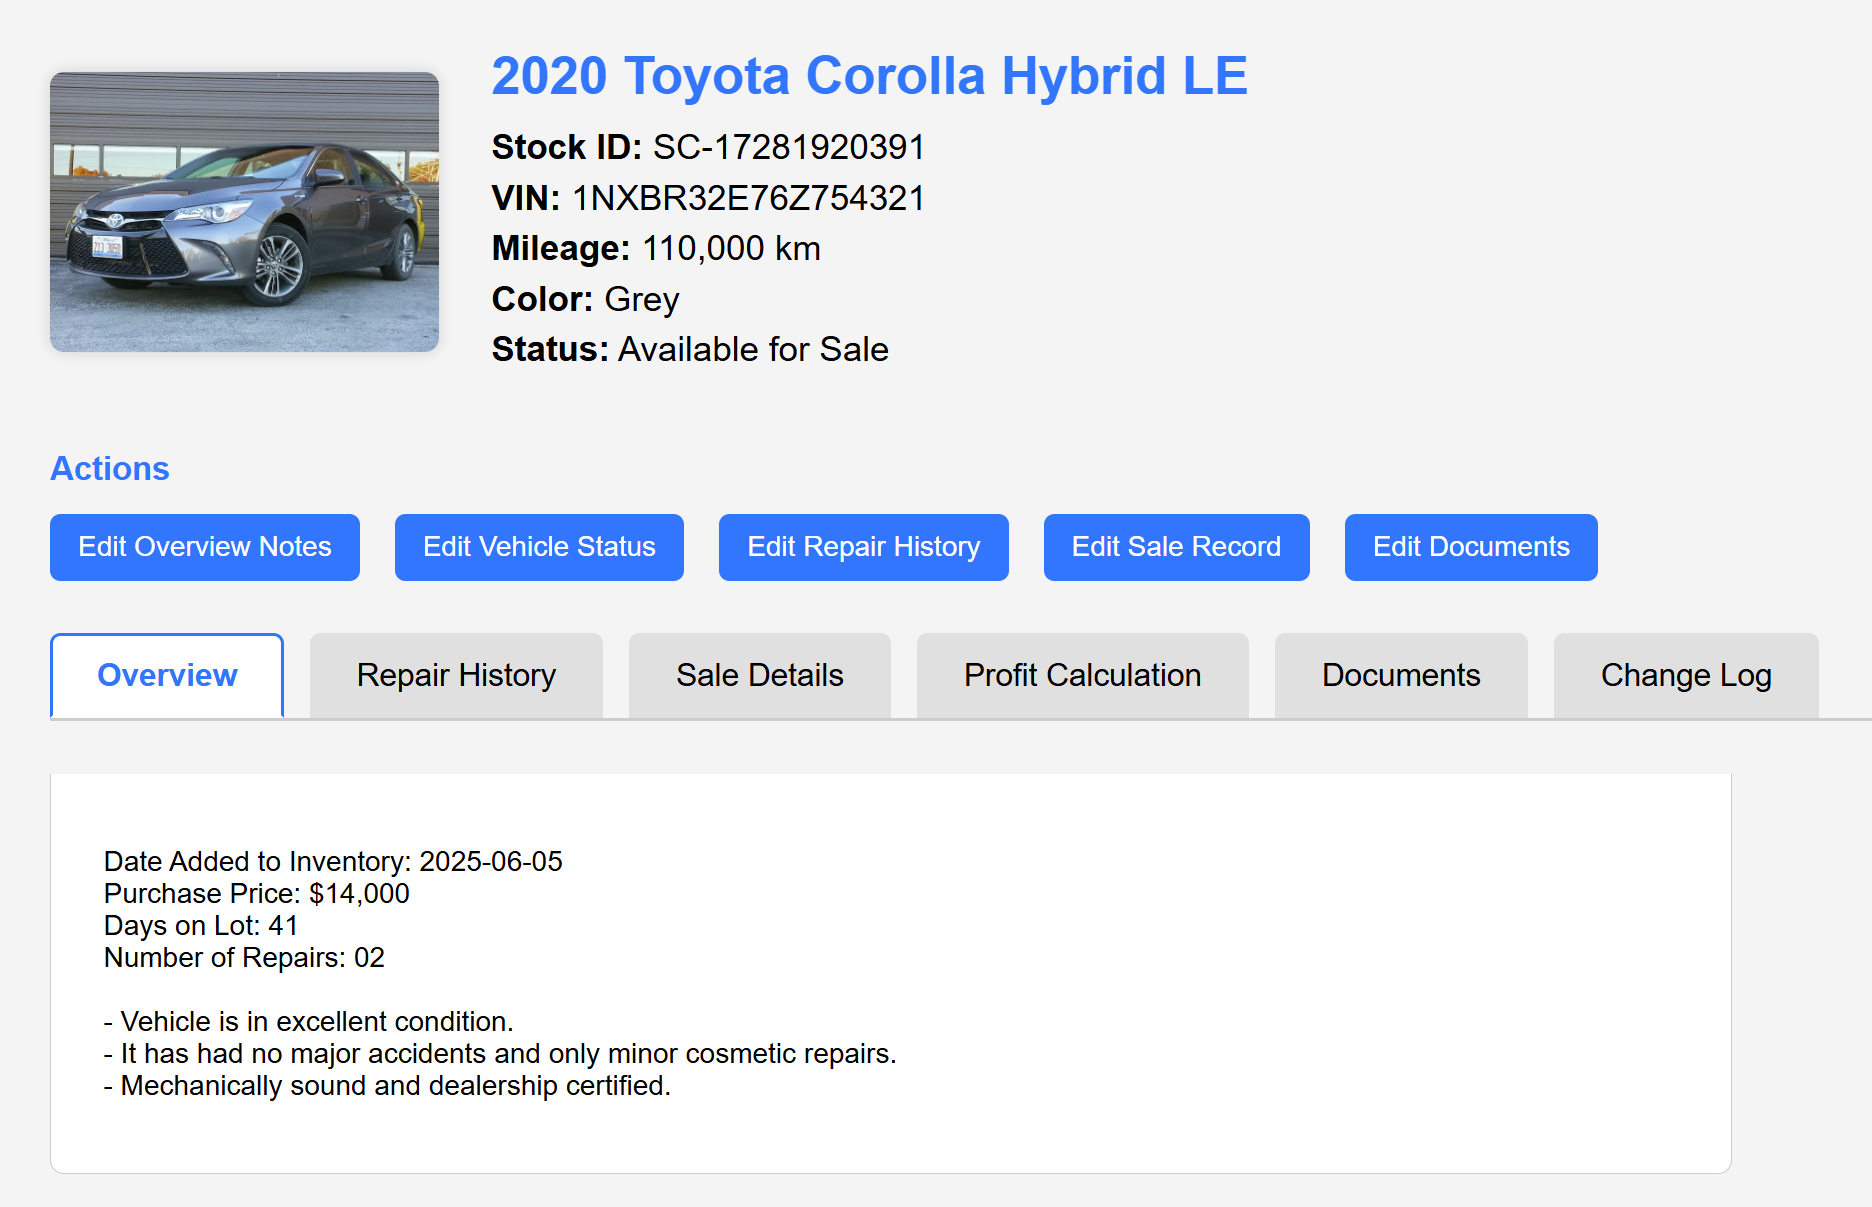 2020 Toyota Corolla Hybrid LE
Stock ID: SC-17281920391
VIN: 1NXBR32E76Z754321
Mileage: 110,000 km
Color: Grey
Status: Available for Sale
Actions
Edit Overview Notes
Edit Vehicle Status
Edit Repair History
Edit Sale Record
Edit Documents
Overview
Repair History
Sale Details
Profit Calculation
Documents
Change Log
Date Added to Inventory: 2025-06-05
Purchase Price: $14,000
Days on Lot: 41
Number of Repairs: 02
- Vehicle is in excellent condition.
- It has had no major accidents and only minor cosmetic repairs.
- Mechanically sound and dealership certified.